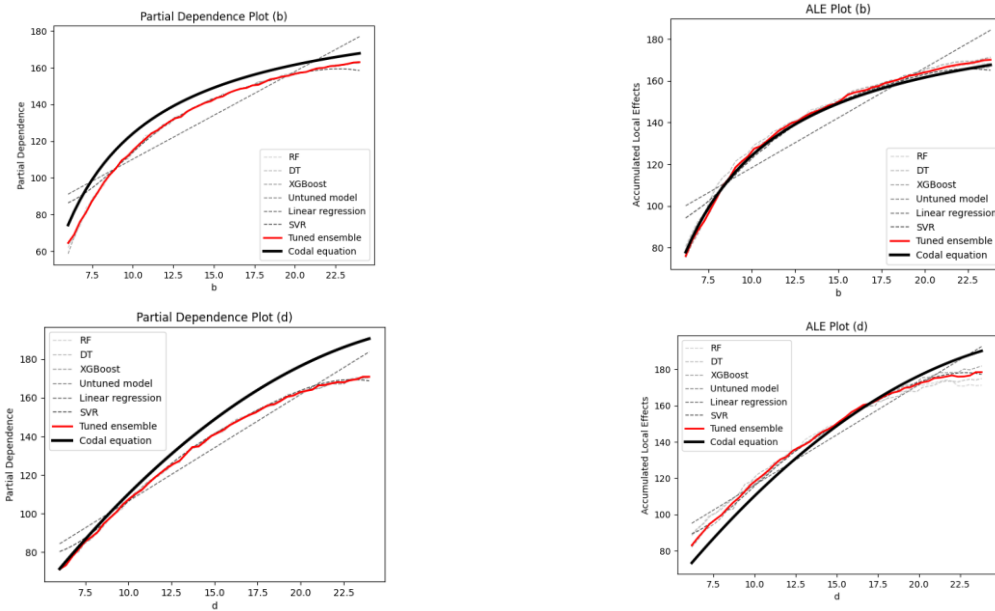 Partial Dependence Plot (b)
Partial Dependence
180
160
140
120
100
80
60
7.5 10.0 12.5 15.0 17.5 20.0 22.5
b
RF
DT
XGBoost
Untuned model
Linear regression
SVR
Tuned ensemble
Codal equation
ALE Plot (b)
Accumulated Local Effects
180
160
140
120
100
80
7.5 10.0 12.5 15.0 17.5 20.0 22.5
b
RF
DT
XGBoost
Untuned model
Linear regression
SVR
Tuned ensemble
Codal equation
Partial Dependence Plot (d)
Partial Dependence
180
160
140
120
100
80
7.5 10.0 12.5 15.0 17.5 20.0 22.5
d
RF
DT
XGBoost
Untuned model
Linear regression
SVR
Tuned ensemble
Codal equation
ALE Plot (d)
Accumulated Local Effects
180
160
140
120
100
80
7.5 10.0 12.5 15.0 17.5 20.0 22.5
d
RF
DT
XGBoost
Untuned model
Linear regression
SVR
Tuned ensemble
Codal equation